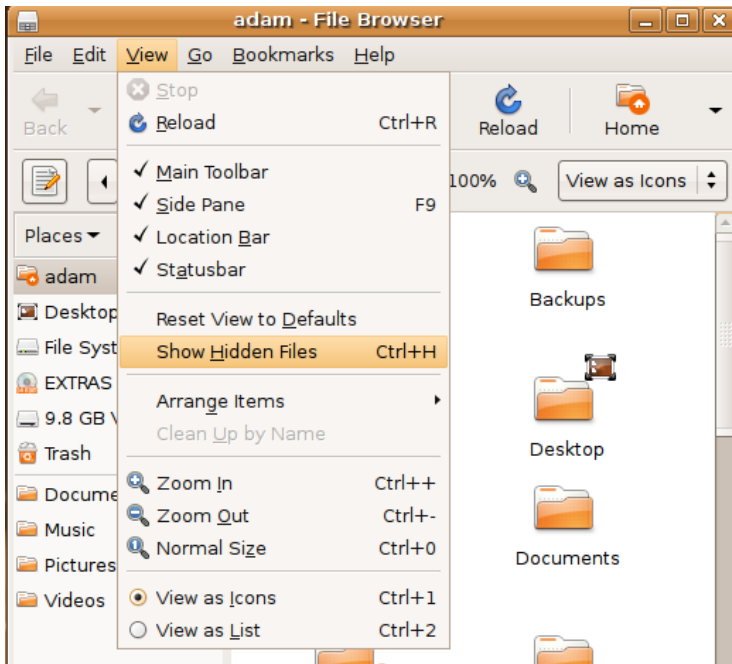 adam - File Browser
File Edit View Go Bookmarks Help
Back
Stop
Reload Ctrl+R
Main Toolbar
Side Pane F9
Location Bar
Statusbar
Reset View to Defaults
Show Hidden Files Ctrl+H
Arrange Items
Clean Up by Name
Zoom In Ctrl++
Zoom Out Ctrl+-
Normal Size Ctrl+0
View as Icons Ctrl+1
View as List Ctrl+2
Reload
Home
100%
View as Icons
Places
adam
Desktop
File Syst
EXTRAS
9.8 GB
Trash
Docume
Music
Pictures
Videos
Backups
Desktop
Documents